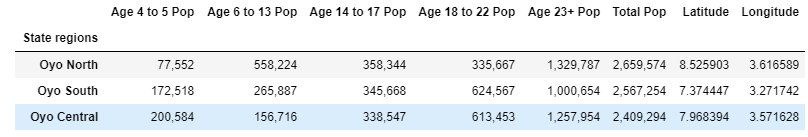 Age 4 to 5 Pop Age 6 to 13 Pop Age 14 to 17 Pop Age 18 to 22 Pop Age 23+ Pop Total Pop Latitude Longitude
State regions
Oyo North 77,552 558,224 358,344 335,667 1,329,787 2,659,574 8.525903 3.616589
Oyo South 172,518 265,887 345,668 624,567 1,000,654 2,567,254 7.374447 3.271742
Oyo Central 200,584 156,716 338,547 613,453 1,257,954 2,409,294 7.968394 3.571628